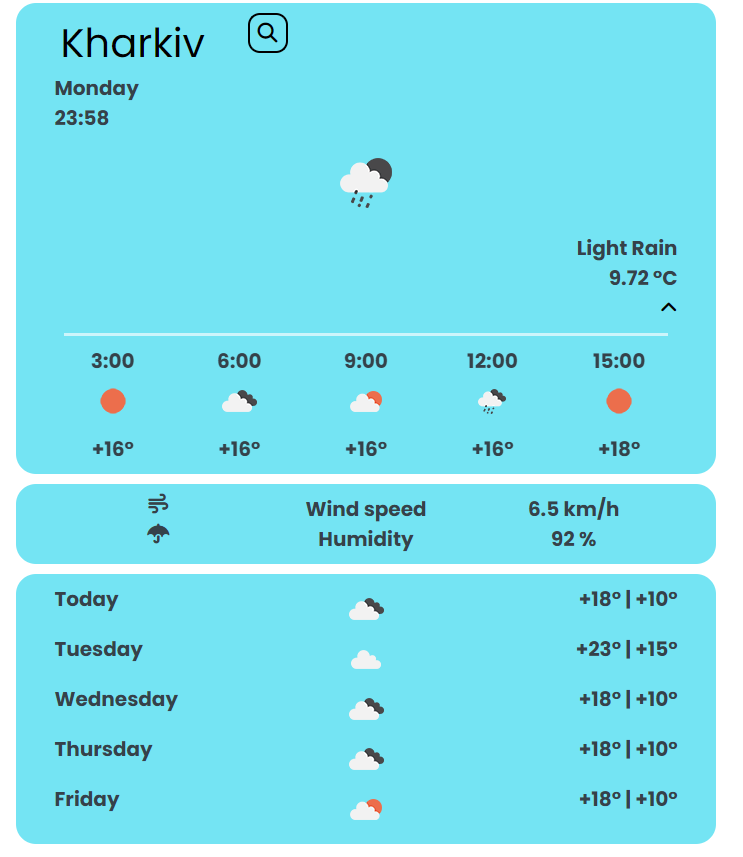 Kharkiv
Monday
23:58
Light Rain
9.72 °C
3:00 6:00 9:00 12:00 15:00
+16° +16° +16° +16° +18°
Wind speed 6.5 km/h
Humidity 92 %
Today +18° | +10°
Tuesday +23° | +15°
Wednesday +18° | +10°
Thursday +18° | +10°
Friday +18° | +10°